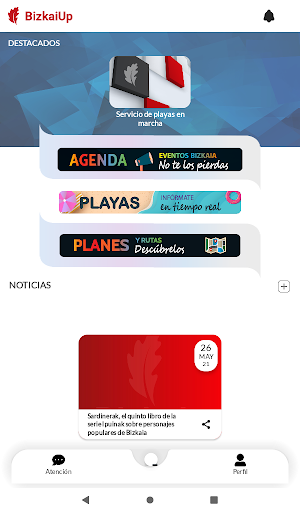 BizkaiUp
DESTACADOS
Servicio de playas en
marcha
AGENDA
EVENTOS BIZKAIA
No te los pierdas
PLAYAS
INFÓRMATE
en tiempo real
PLANES
Y RUTAS
Descúbrelos
NOTICIAS
26
MAY
21
Sardinerak, el quinto libro de la
serie Ipuinak sobre personajes
populares de Bizkaia
Atención
Perfil